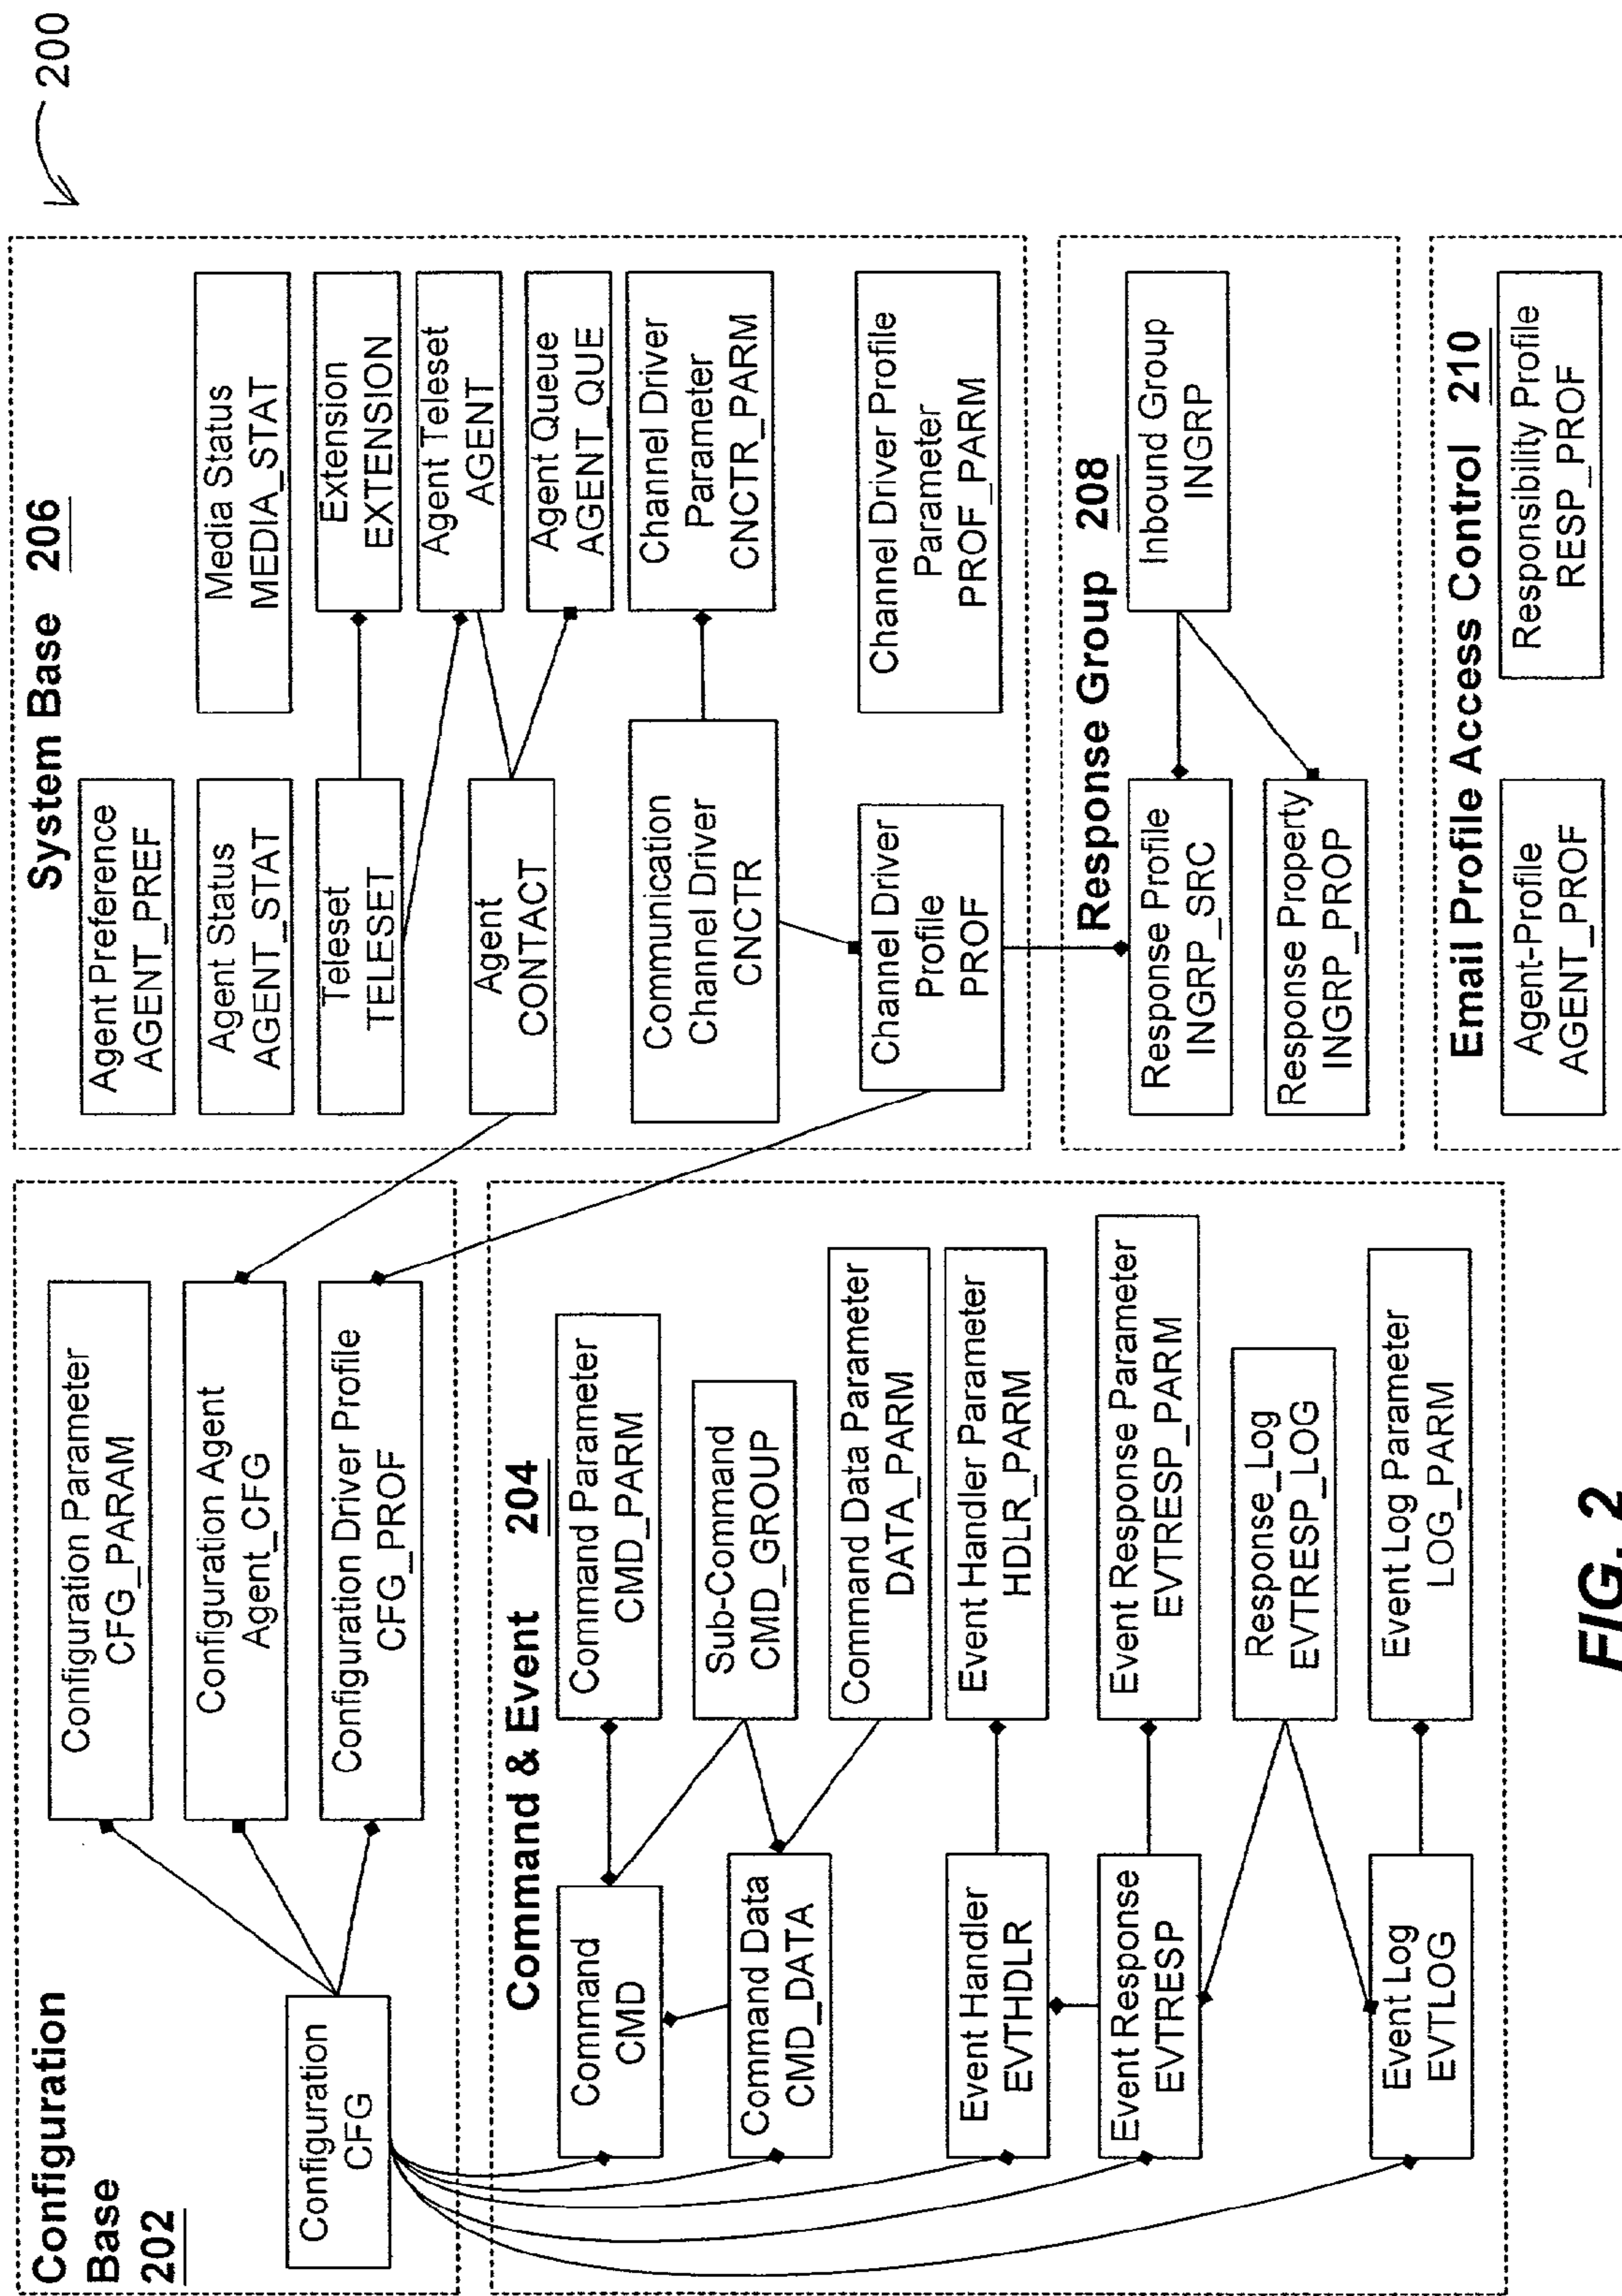 200
Configuration
Base
202
Configuration Parameter
CFG_PARAM
Configuration Agent
Agent_CFG
Configuration Driver Profile
CFG_PROF
Configuration
CFG
Command & Event 204
Command
CMD
Command Parameter
CMD_PARM
Sub-Command
CMD_GROUP
Command Data
CMD_DATA
Command Data Parameter
DATA_PARM
Event Handler
EVTHDLR
Event Handler Parameter
HDLR_PARM
Event Response
EVTRESP
Event Response Parameter
EVTRESP_PARM
Response_Log
EVTRESP_LOG
Event Log
EVTLOG
Event Log Parameter
LOG_PARM
System Base 206
Agent Preference
AGENT_PREF
Agent Status
AGENT_STAT
Media Status
MEDIA_STAT
Teleset
TELESET
Extension
EXTENSION
Agent Teleset
AGENT
Agent
CONTACT
Agent Queue
AGENT_QUE
Communication
Channel Driver
CNCTR
Channel Driver
Parameter
CNCTR_PARM
Channel Driver
Profile
PROF
Channel Driver Profile
Parameter
PROF_PARM
Response Group 208
Response Profile
INGRP_SRC
Inbound Group
INGRP
Response Property
INGRP_PROP
Email Profile Access Control 210
Agent-Profile
AGENT_PROF
Responsibility Profile
RESP_PROF
FIG. 2